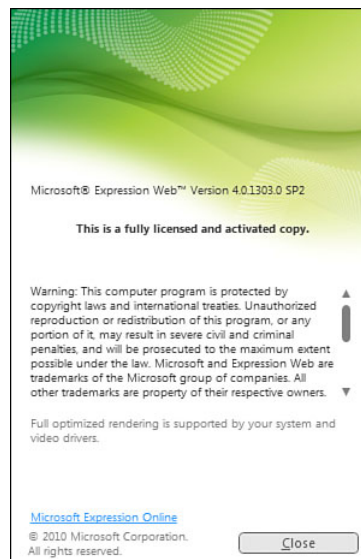 Microsoft® Expression Web™ Version 4.0.1303.0 SP2
This is a fully licensed and activated copy.
Warning: This computer program is protected by
copyright laws and international treaties. Unauthorized
reproduction or redistribution of this program, or any
portion of it, may result in severe civil and criminal
penalties, and will be prosecuted to the maximum extent
possible under the law. Microsoft and Expression Web are
trademarks of the Microsoft group of companies. All
other trademarks are property of their respective owners.
Full optimized rendering is supported by your system and
video drivers.
Microsoft Expression Online
© 2010 Microsoft Corporation.
All rights reserved.
Close